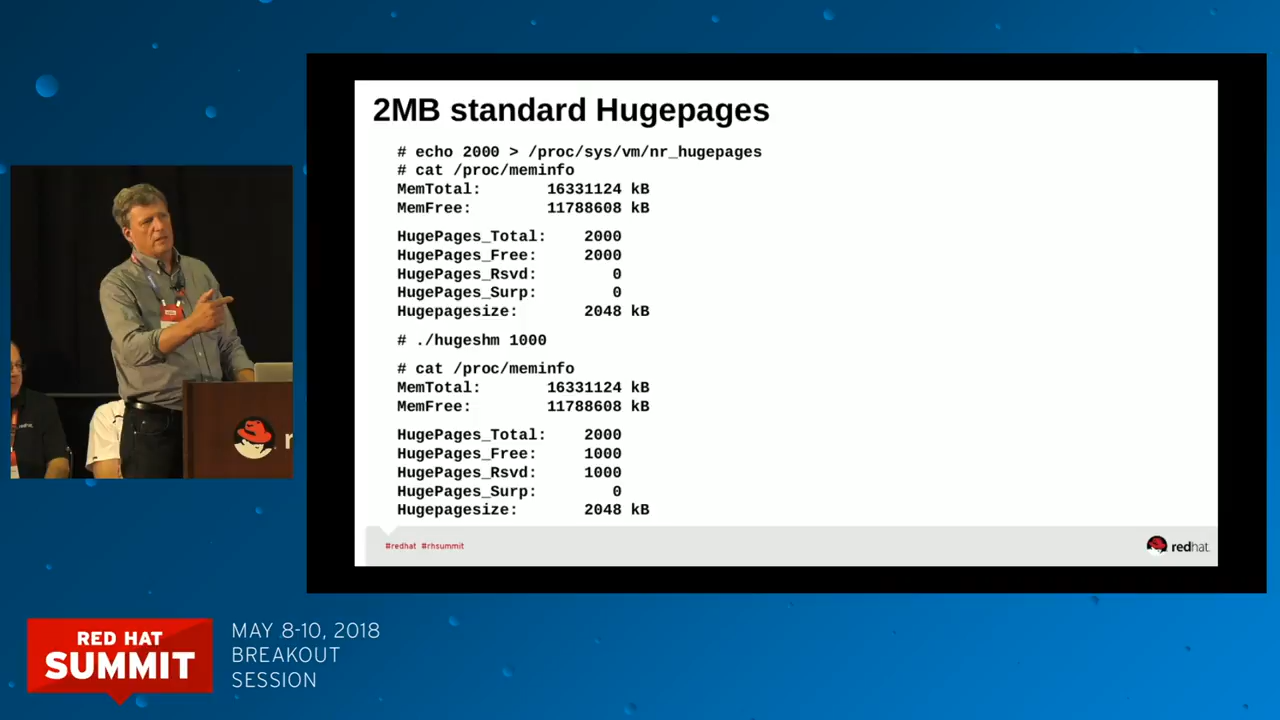 2MB standard Hugepages
# echo 2000 > /proc/sys/vm/nr_hugepages
# cat /proc/meminfo
MemTotal: 16331124 kB
MemFree: 11788608 kB
HugePages_Total: 2000
HugePages_Free: 2000
HugePages_Rsvd: 0
HugePages_Surp: 0
Hugepagesize: 2048 kB
# ./hugeshm 1000
# cat /proc/meminfo
MemTotal: 16331124 kB
MemFree: 11788608 kB
HugePages_Total: 2000
HugePages_Free: 1000
HugePages_Rsvd: 1000
HugePages_Surp: 0
Hugepagesize: 2048 kB
#redhat #rhsummit
redhat.
r
RED HAT
SUMMIT
MAY 8-10, 2018
BREAKOUT
SESSION